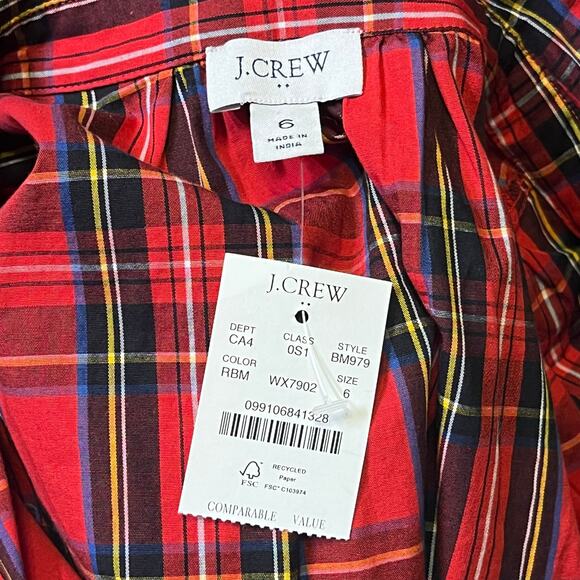 J.CREW
6
MADE IN
INDIA
J.CREW
DEPT CLASS STYLE
CA4 0S1 BM979
COLOR SIZE
RBM WX7902 6
099106841328
RECYCLED
Paper
FSC FSC® C103974
COMPARABLE VALUE